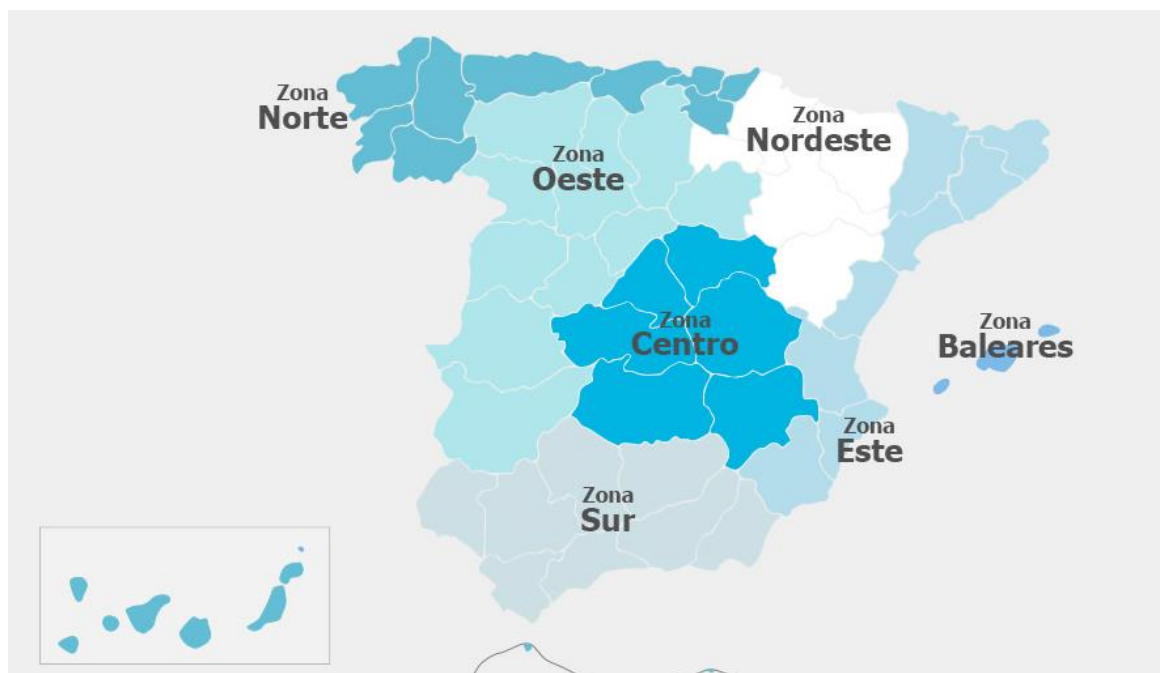 Zona
Norte
Zona
Nordeste
Zona
Oeste
Zona
Centro
Zona
Baleares
Zona
Este
Zona
Sur